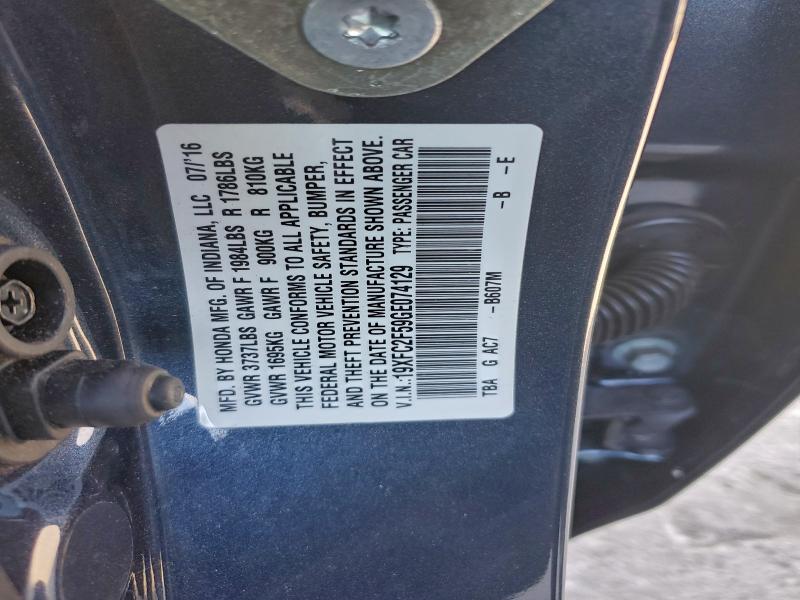 MFD. BY HONDA MFG. OF INDIANA, LLC 07/'16
GVWR 3737LBS GAWR F 1984LBS R 1786LBS
GVWR 1695KG GAWR F 900KG R 810KG
THIS VEHICLE CONFORMS TO ALL APPLICABLE
FEDERAL MOTOR VEHICLE SAFETY, BUMPER,
AND THEFT PREVENTION STANDARDS IN EFFECT
ON THE DATE OF MANUFACTURE SHOWN ABOVE.
V.I.N.:19XFC2F59GE074129 TYPE: PASSENGER CAR
TBA G AC7 -B607M -B -E